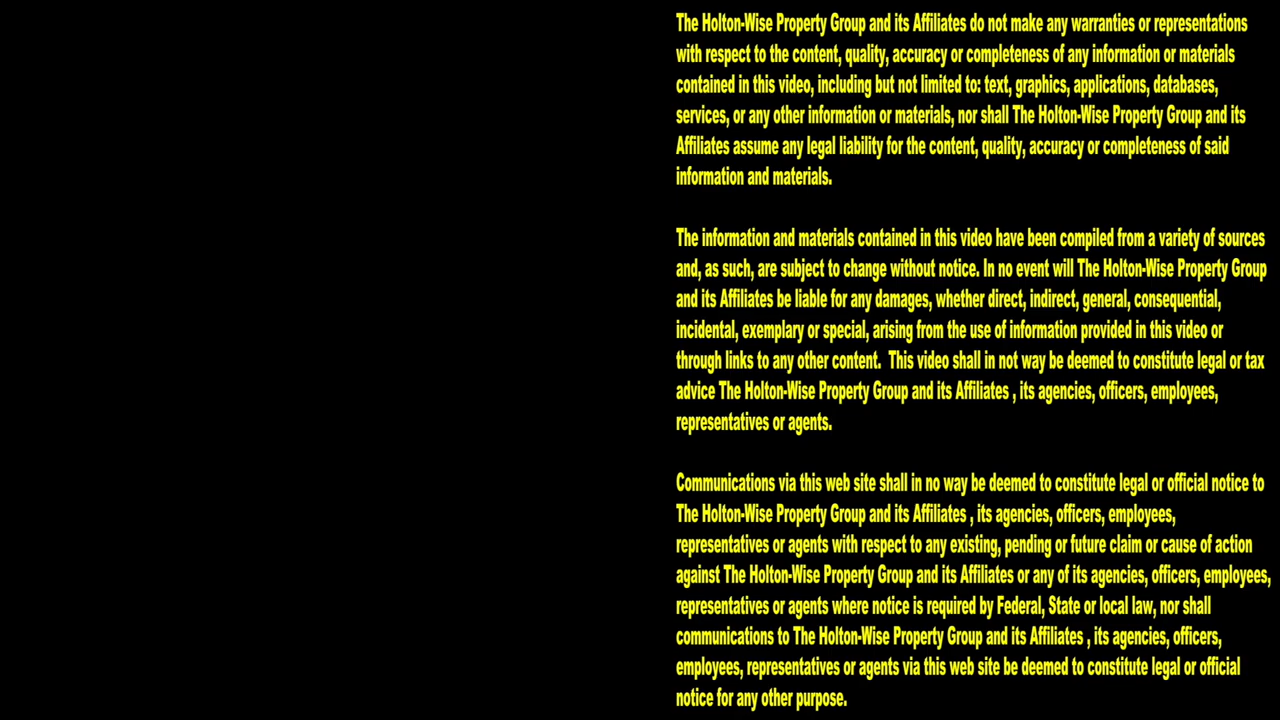 The Holton-Wise Property Group and its Affiliates do not make any warranties or representations
with respect to the content, quality, accuracy or completeness of any information or materials
contained in this video, including but not limited to: text, graphics, applications, databases,
services, or any other information or materials, nor shall The Holton-Wise Property Group and its
Affiliates assume any legal liability for the content, quality, accuracy or completeness of said
information and materials.
The information and materials contained in this video have been compiled from a variety of sources
and, as such, are subject to change without notice. In no event will The Holton-Wise Property Group
and its Affiliates be liable for any damages, whether direct, indirect, general, consequential,
incidental, exemplary or special, arising from the use of information provided in this video or
through links to any other content.  This video shall in not way be deemed to constitute legal or tax
advice The Holton-Wise Property Group and its Affiliates , its agencies, officers, employees,
representatives or agents.
Communications via this web site shall in no way be deemed to constitute legal or official notice to
The Holton-Wise Property Group and its Affiliates , its agencies, officers, employees,
representatives or agents with respect to any existing, pending or future claim or cause of action
against The Holton-Wise Property Group and its Affiliates or any of its agencies, officers, employees,
representatives or agents where notice is required by Federal, State or local law, nor shall
communications to The Holton-Wise Property Group and its Affiliates , its agencies, officers,
employees, representatives or agents via this web site be deemed to constitute legal or official
notice for any other purpose.